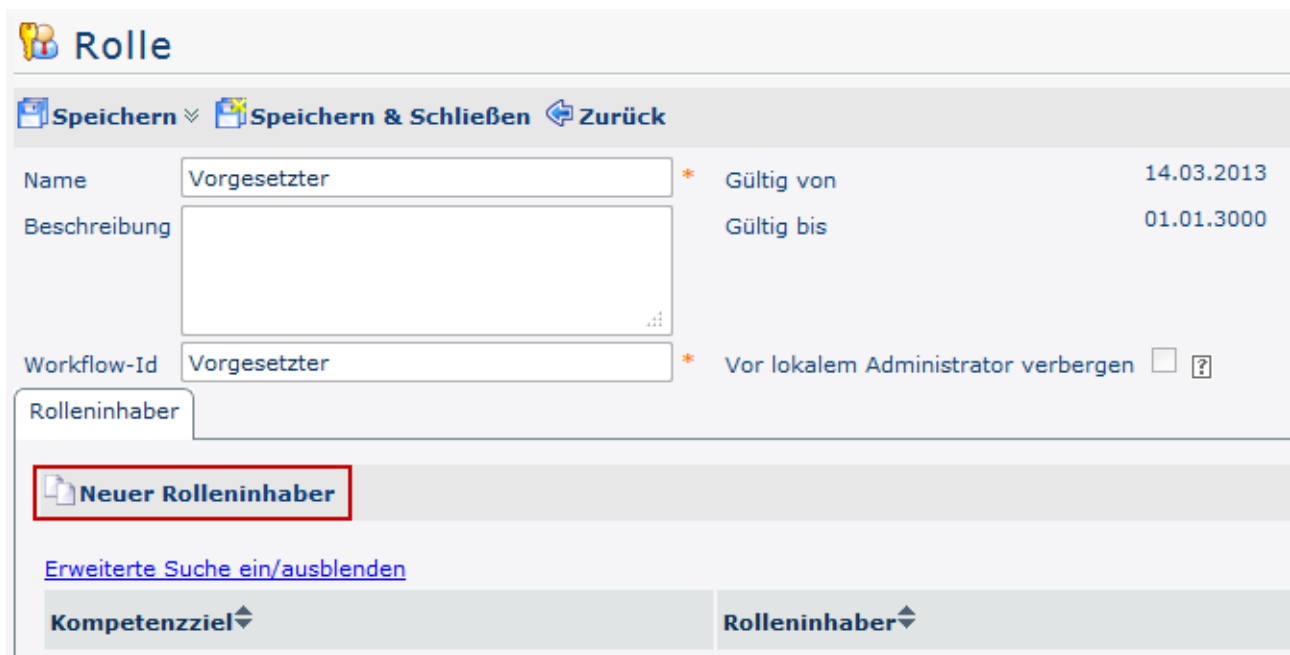 Rolle
Speichern Speichern & Schließen Zurück
Name Vorgesetzter * Gültig von 14.03.2013
Beschreibung Gültig bis 01.01.3000
Workflow-Id Vorgesetzter * Vor lokalem Administrator verbergen ?
Rolleninhaber
Neuer Rolleninhaber
Erweiterte Suche ein/ausblenden
Kompetenzziel Rolleninhaber